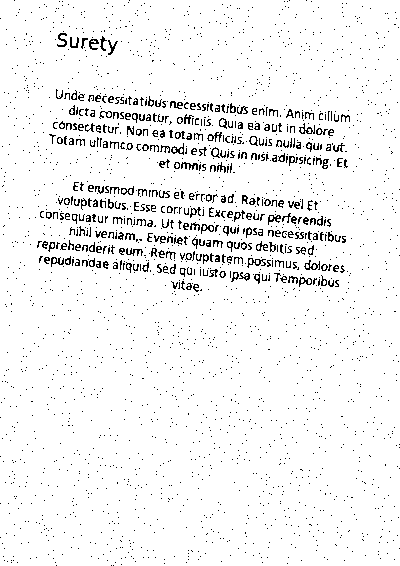 Surety
Unde necessitatibus necessitatibus enim. Anim cillum
dicta consequatur, officiis. Quia ea aut in dolore
consectetur. Non ea totam officiis. Quis nulla qui aut.
Totam ullamco commodi est Quis in nisi adipisicing. Et
et omnis nihil.
Et eiusmod minus et error ad. Ratione vel Et
voluptatibus. Esse corrupti Excepteur perferendis
consequatur minima. Ut tempor qui ipsa necessitatibus
nihil veniam,. Eveniet quam quos debitis sed
reprehenderit eum. Rem voluptatem possimus, dolores
repudiandae aliquid. Sed qui iusto ipsa qui Temporibus
vitae.